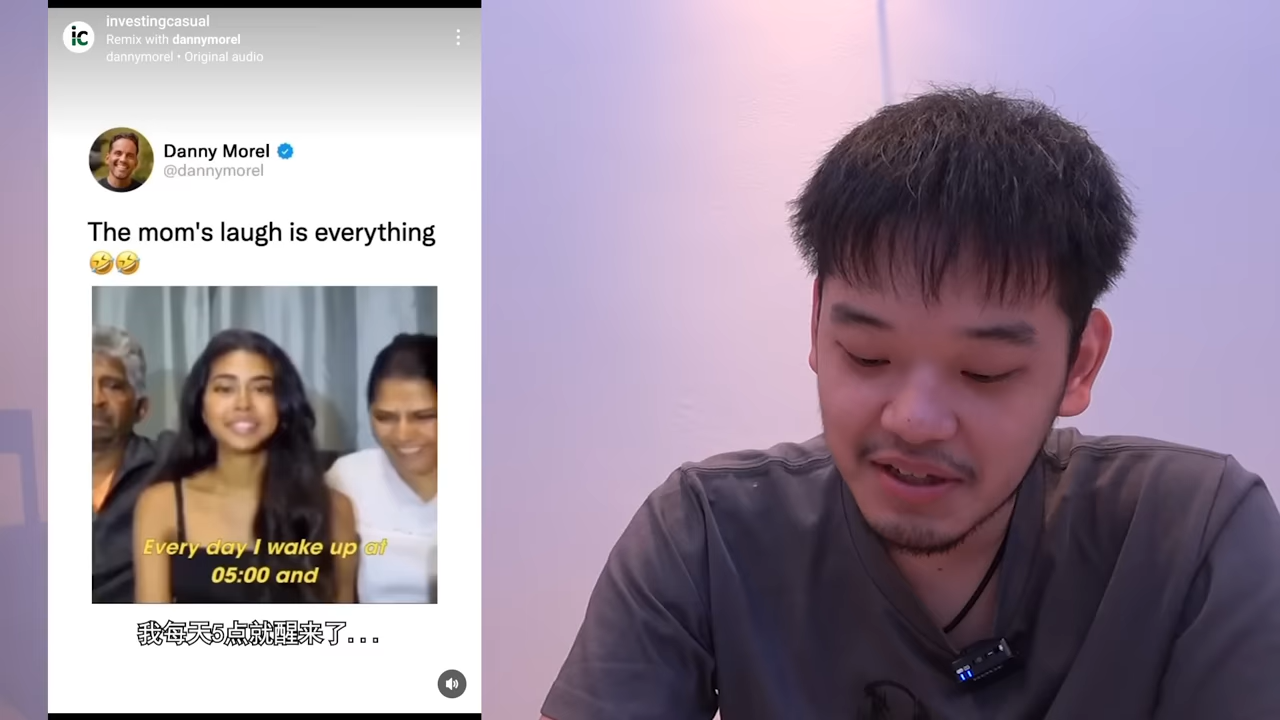 ic
investingcasual
Remix with dannymorel
dannymorel • Original audio
Danny Morel
@dannymorel
The mom's laugh is everything
🤣🤣
Every day I wake up at
05:00 and
我每天5点就醒来了...